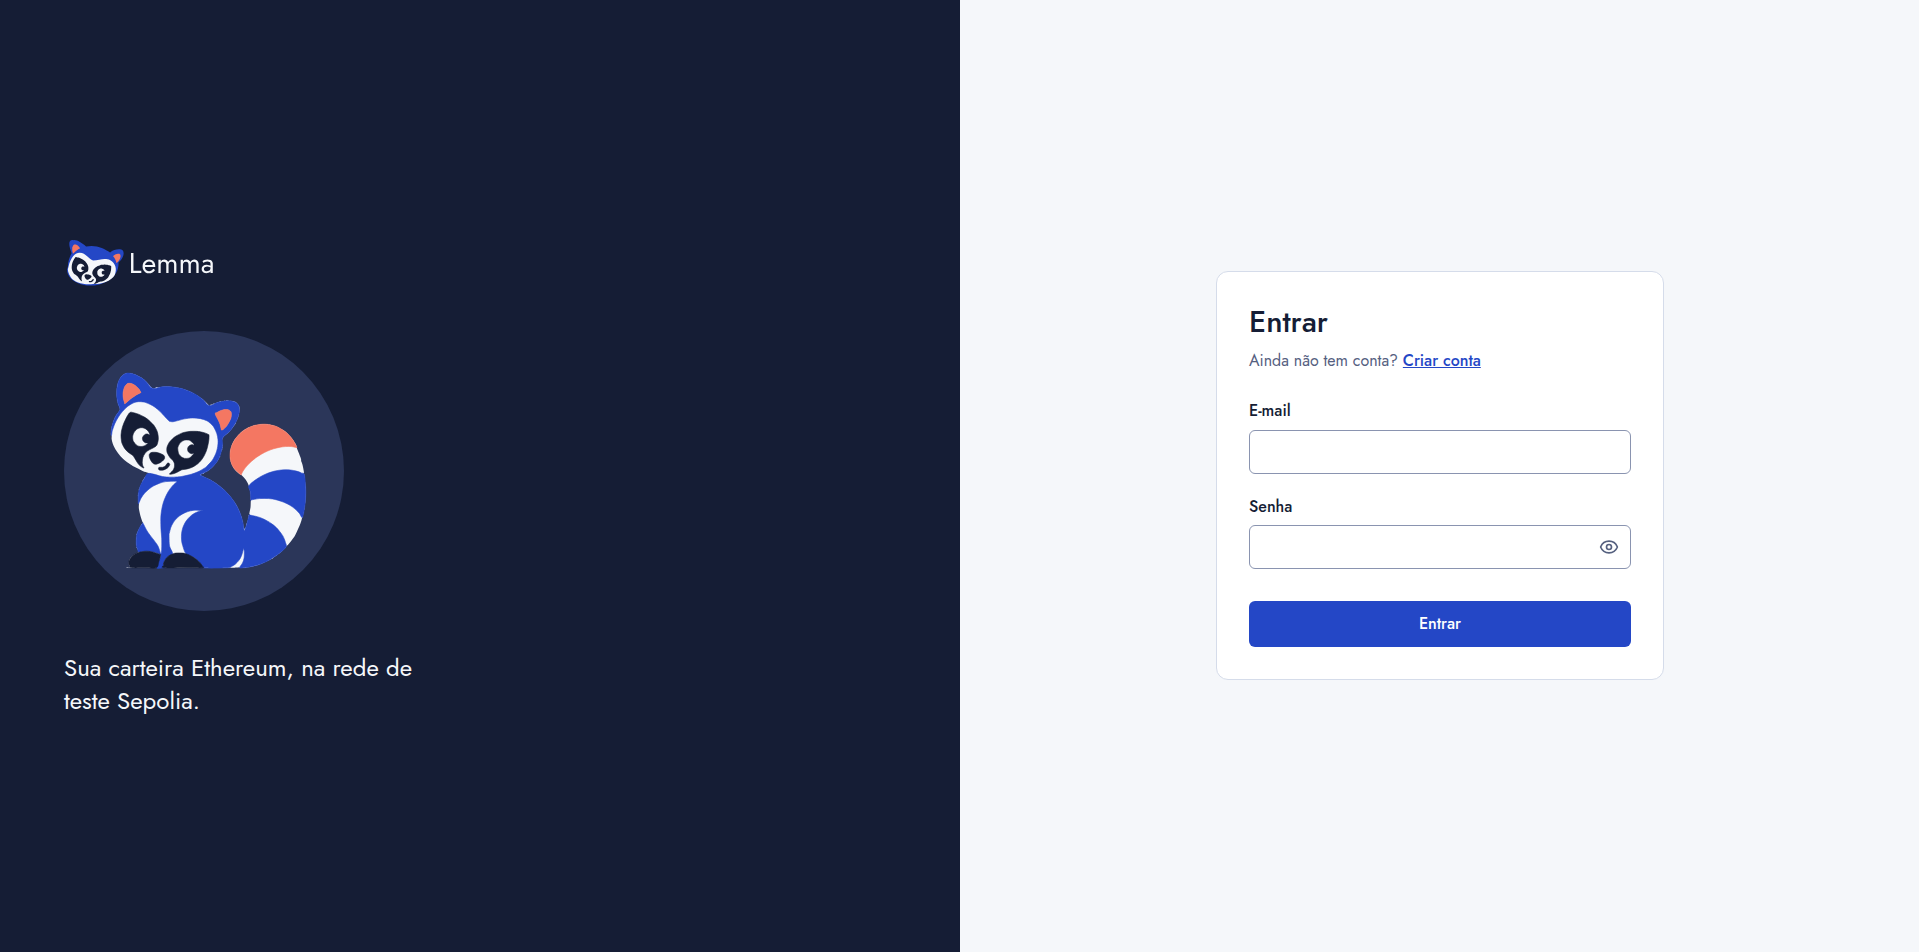 Lemma
Sua carteira Ethereum, na rede de
teste Sepolia.
Entrar
Ainda não tem conta? Criar conta
E-mail
Senha
Entrar